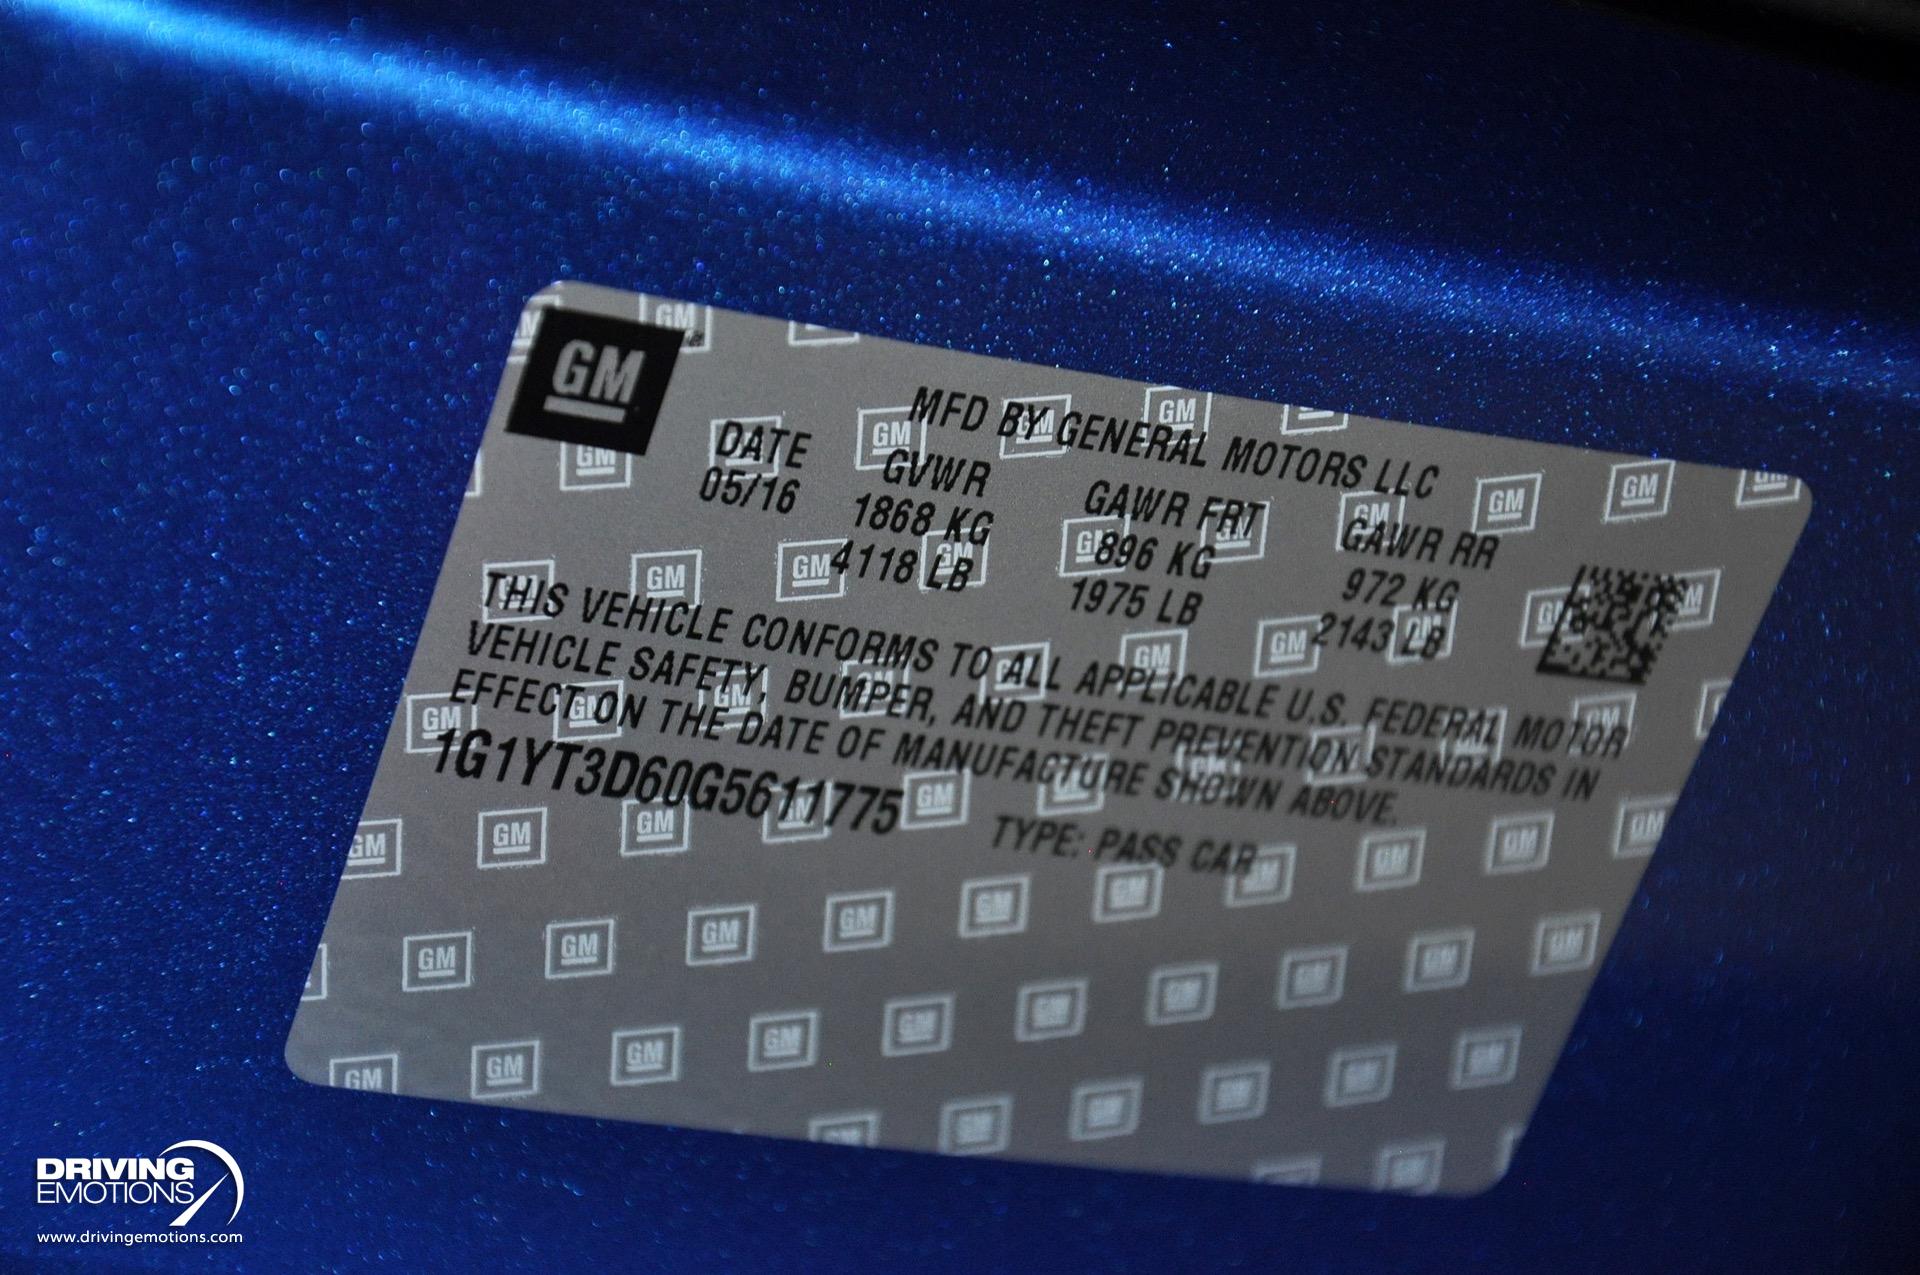 GM
MFD BY GENERAL MOTORS LLC
DATE GVWR GAWR FRT GAWR RR
05/16 1868 KG 896 KG 972 KG
4118 LB 1975 LB 2143 LB
THIS VEHICLE CONFORMS TO ALL APPLICABLE U.S. FEDERAL MOTOR
VEHICLE SAFETY, BUMPER, AND THEFT PREVENTION STANDARDS IN
EFFECT ON THE DATE OF MANUFACTURE SHOWN ABOVE.
1G1YT3D60G5611775 TYPE: PASS CAR
DRIVING
EMOTIONS
www.drivingemotions.com